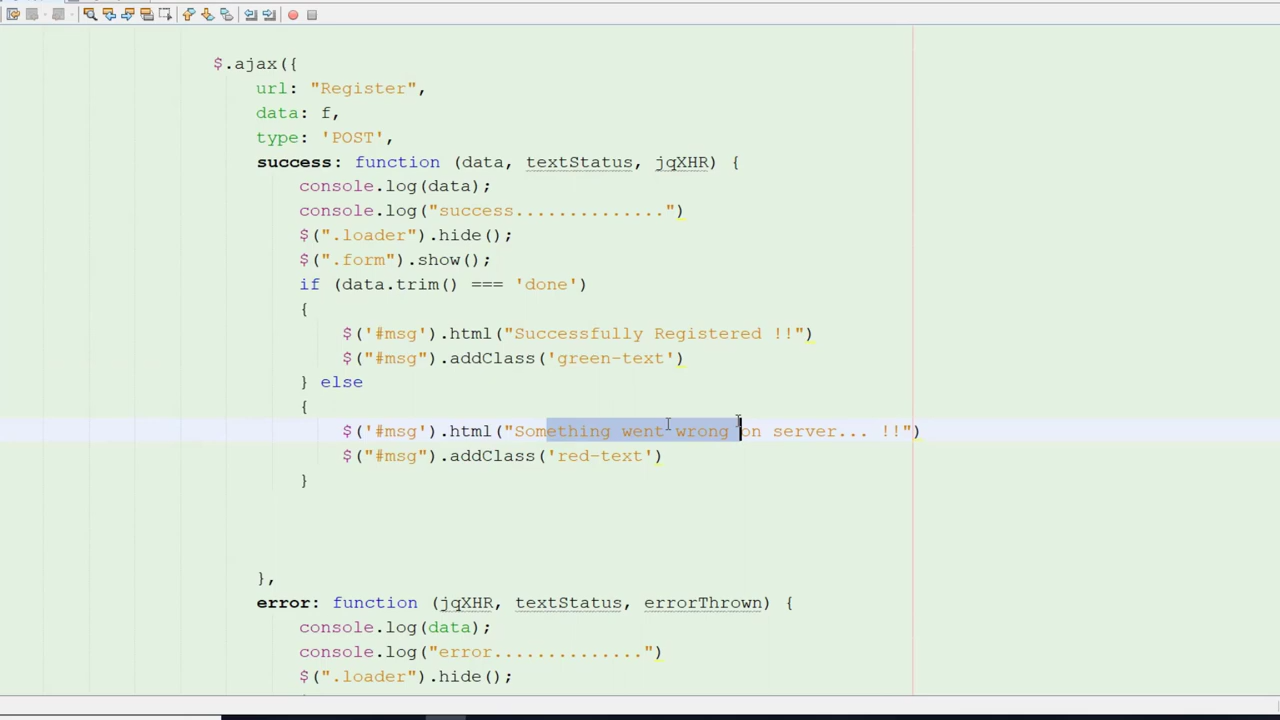 $.ajax({
url: "Register",
data: f,
type: 'POST',
success: function (data, textStatus, jqXHR) {
console.log(data);
console.log("success..............")
$(".loader").hide();
$(".form").show();
if (data.trim() === 'done')
{
$('#msg').html("Successfully Registered !!")
$("#msg").addClass('green-text')
} else
{
$('#msg').html("Something went wrong on server... !!")
$("#msg").addClass('red-text')
}
},
error: function (jqXHR, textStatus, errorThrown) {
console.log(data);
console.log("error..............")
$(".loader").hide();